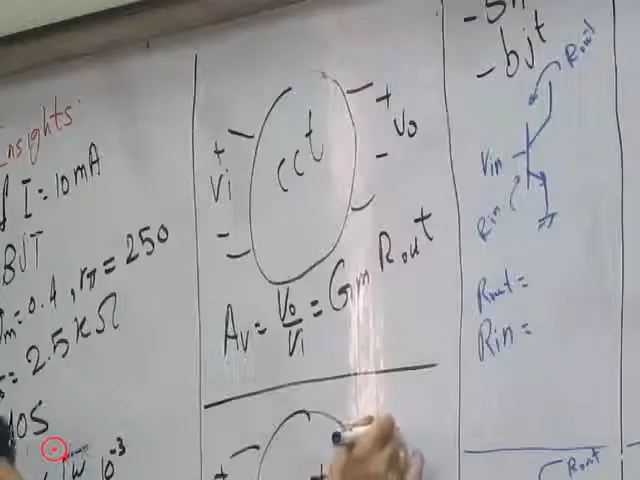 Insights
I = 10mA
BJT
gm = 0.4, rπ = 250
= 2.5 kΩ
MOS
10⁻³
+
Vi
-
cct
+
Vo
-
Av = Vo/Vi = Gm Rout
+
- bjt
Rout
Vin
Rin
Rout =
Rin =
Rout